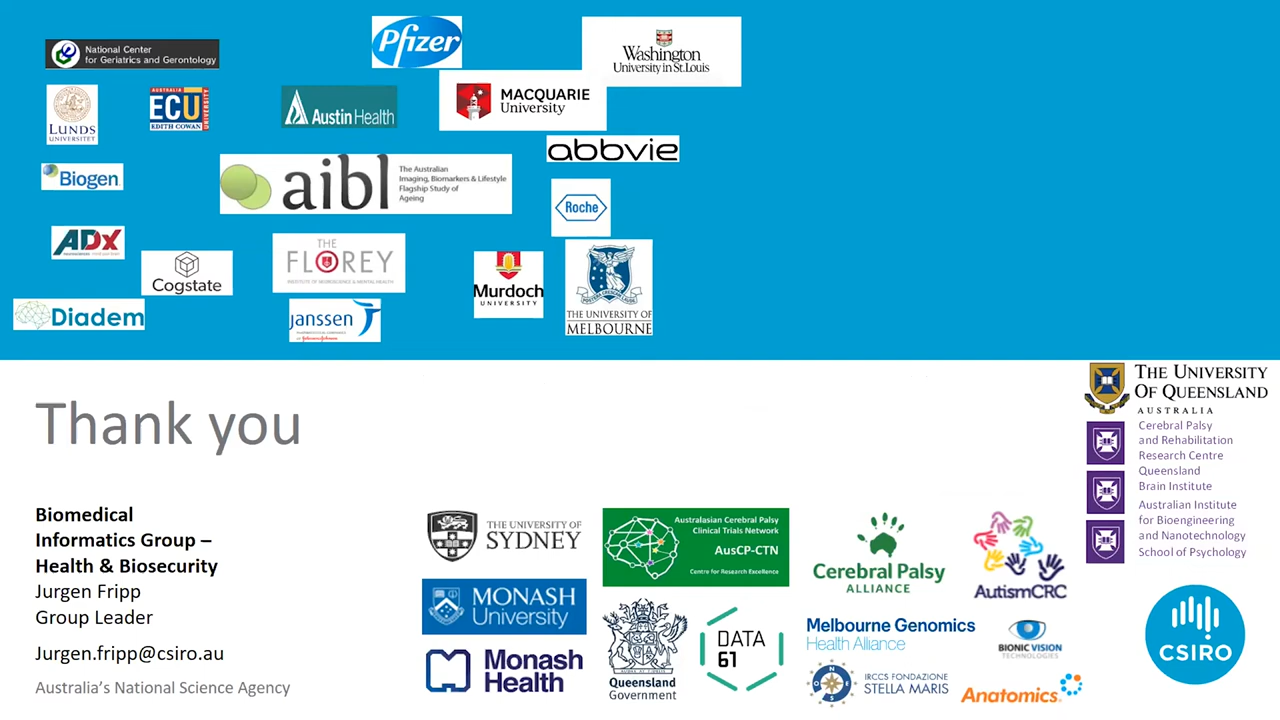 National Center
for Geriatrics and Gerontology
Pfizer
Washington
University in St. Louis
LUNDS
UNIVERSITET
AUSTRALIA
ECU
EDITH COWAN
UNIVERSITY
Austin Health
MACQUARIE
University
abbvie
Biogen
aibl
The Australian
Imaging, Biomarkers & Lifestyle
Flagship Study of
Ageing
Roche
ADx
Cogstate
THE
FLOREY
INSTITUTE OF NEUROSCIENCE & MENTAL HEALTH
Murdoch
UNIVERSITY
THE UNIVERSITY OF
MELBOURNE
Diadem
janssen
Thank you
Biomedical
Informatics Group –
Health & Biosecurity
Jurgen Fripp
Group Leader
Jurgen.fripp@csiro.au
Australia's National Science Agency
THE UNIVERSITY OF
SYDNEY
Australasian Cerebral Palsy
Clinical Trials Network
AusCP-CTN
Centre for Research Excellence
Cerebral Palsy
ALLIANCE
AutismCRC
MONASH
University
Monash
Health
Queensland
Government
DATA
61
Melbourne Genomics
Health Alliance
BIONIC VISION
TECHNOLOGIES
IRCCS FONDAZIONE
STELLA MARIS
Anatomics
THE UNIVERSITY
OF QUEENSLAND
AUSTRALIA
Cerebral Palsy
and Rehabilitation
Research Centre
Queensland
Brain Institute
Australian Institute
for Bioengineering
and Nanotechnology
School of Psychology
CSIRO